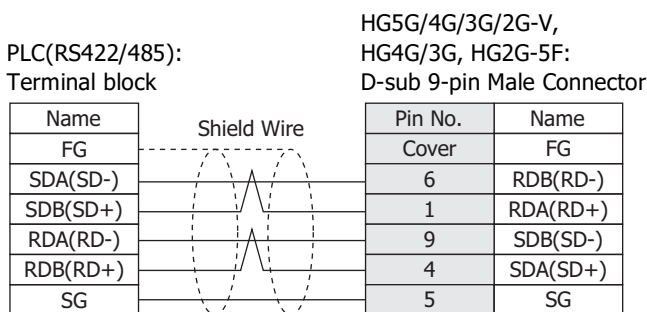 PLC(RS422/485):
Terminal block
HG5G/4G/3G/2G-V,
HG4G/3G, HG2G-5F:
D-sub 9-pin Male Connector
Name Shield Wire Pin No. Name
FG Cover FG
SDA(SD-) 6 RDB(RD-)
SDB(SD+) 1 RDA(RD+)
RDA(RD-) 9 SDB(SD-)
RDB(RD+) 4 SDA(SD+)
SG 5 SG